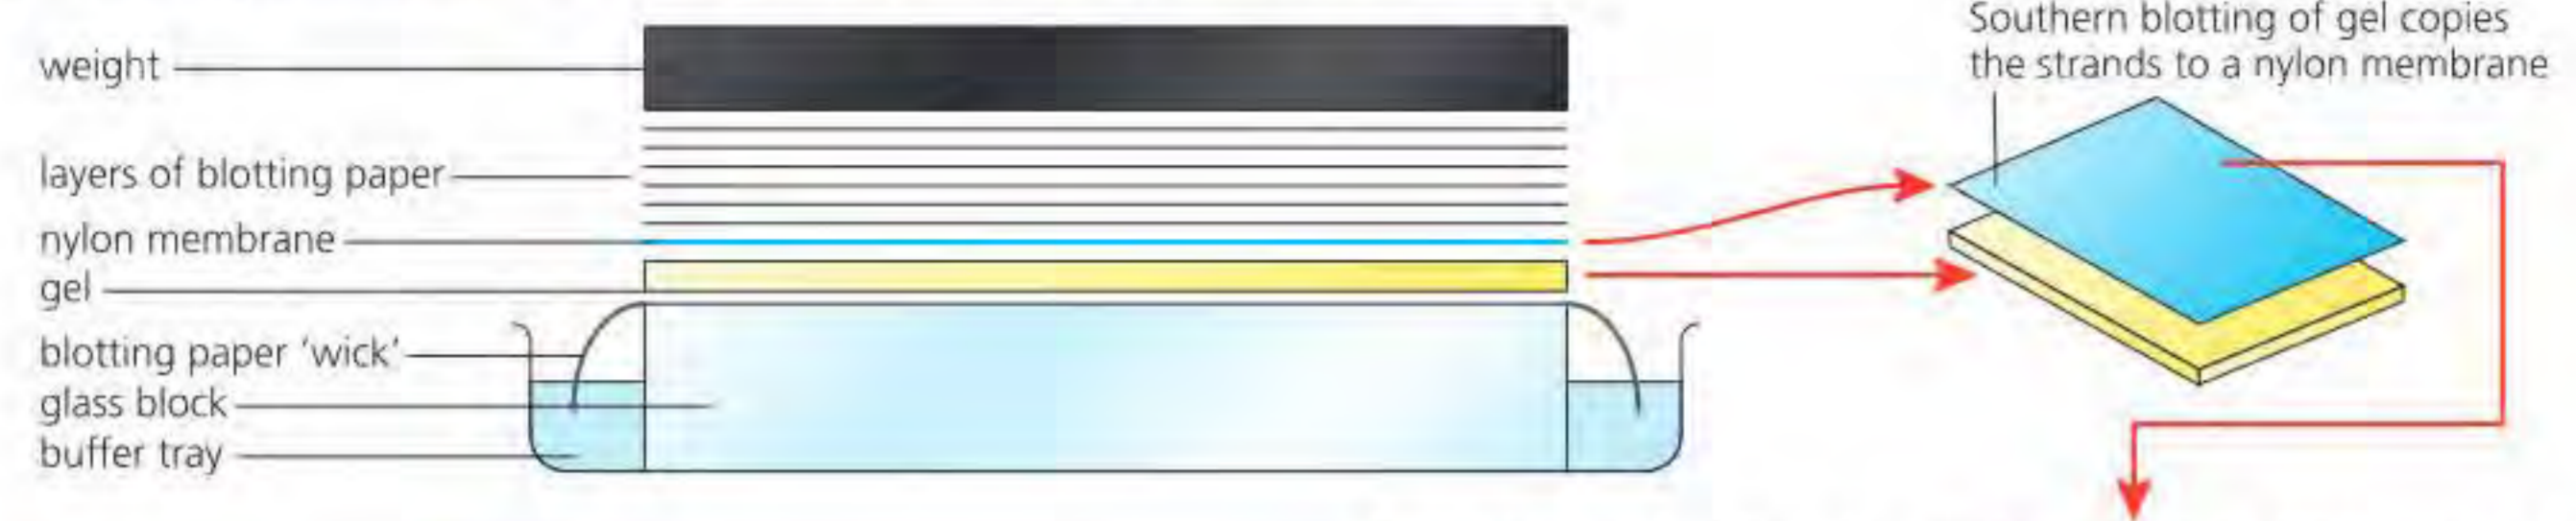 Southern blotting of gel copies
the strands to a nylon membrane
weight
layers of blotting paper
nylon membrane
gel
blotting paper ‘wick’
glass block
buffer tray